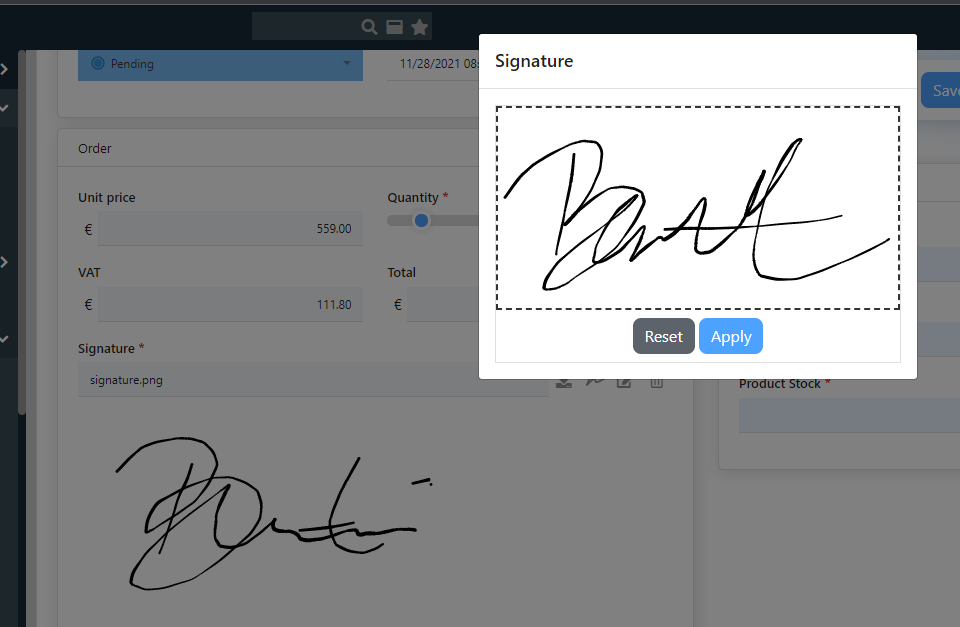 Pending
11/28/2021 08:
Signature
Save
Order
Unit price
Quantity *
€
559.00
VAT
Total
€
111.80
€
Signature *
signature.png
Reset
Apply
Product Stock *